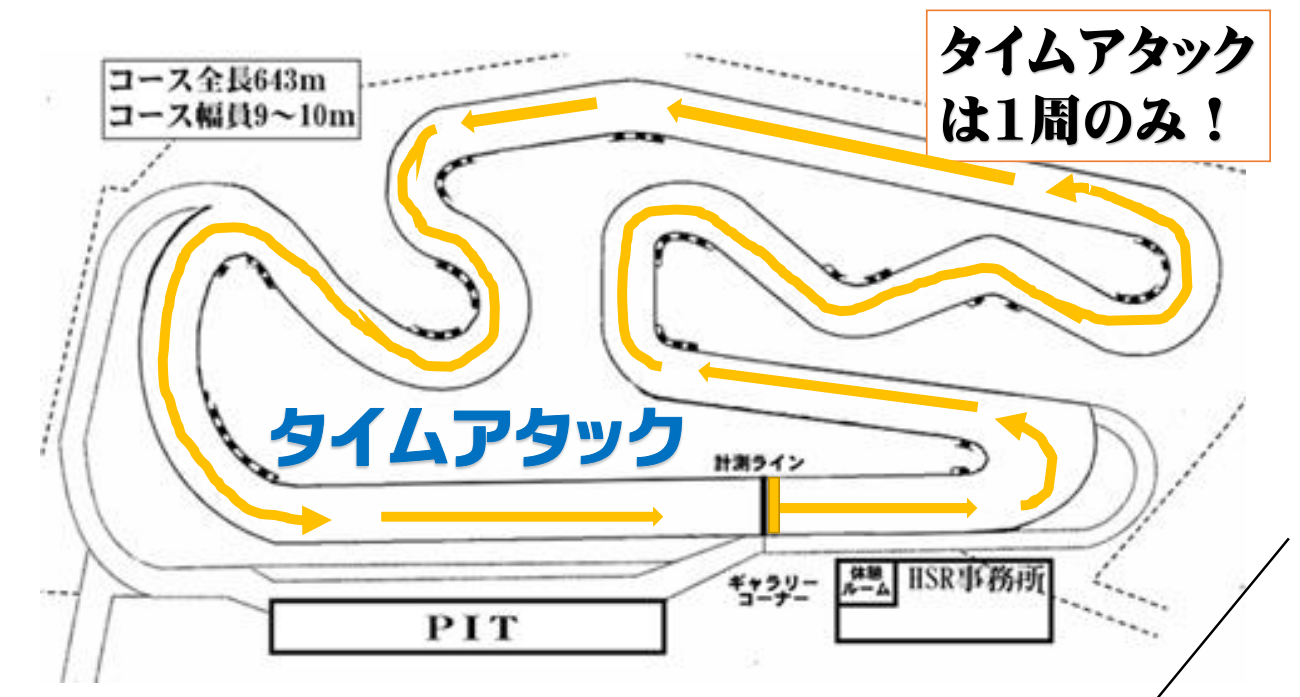 タイムアタック
は1周のみ！
コース全長643m
コース幅員9～10m
タイムアタック
計測ライン
ギャラリー
コーナー
体験
ルーム
HSR事務所
PIT